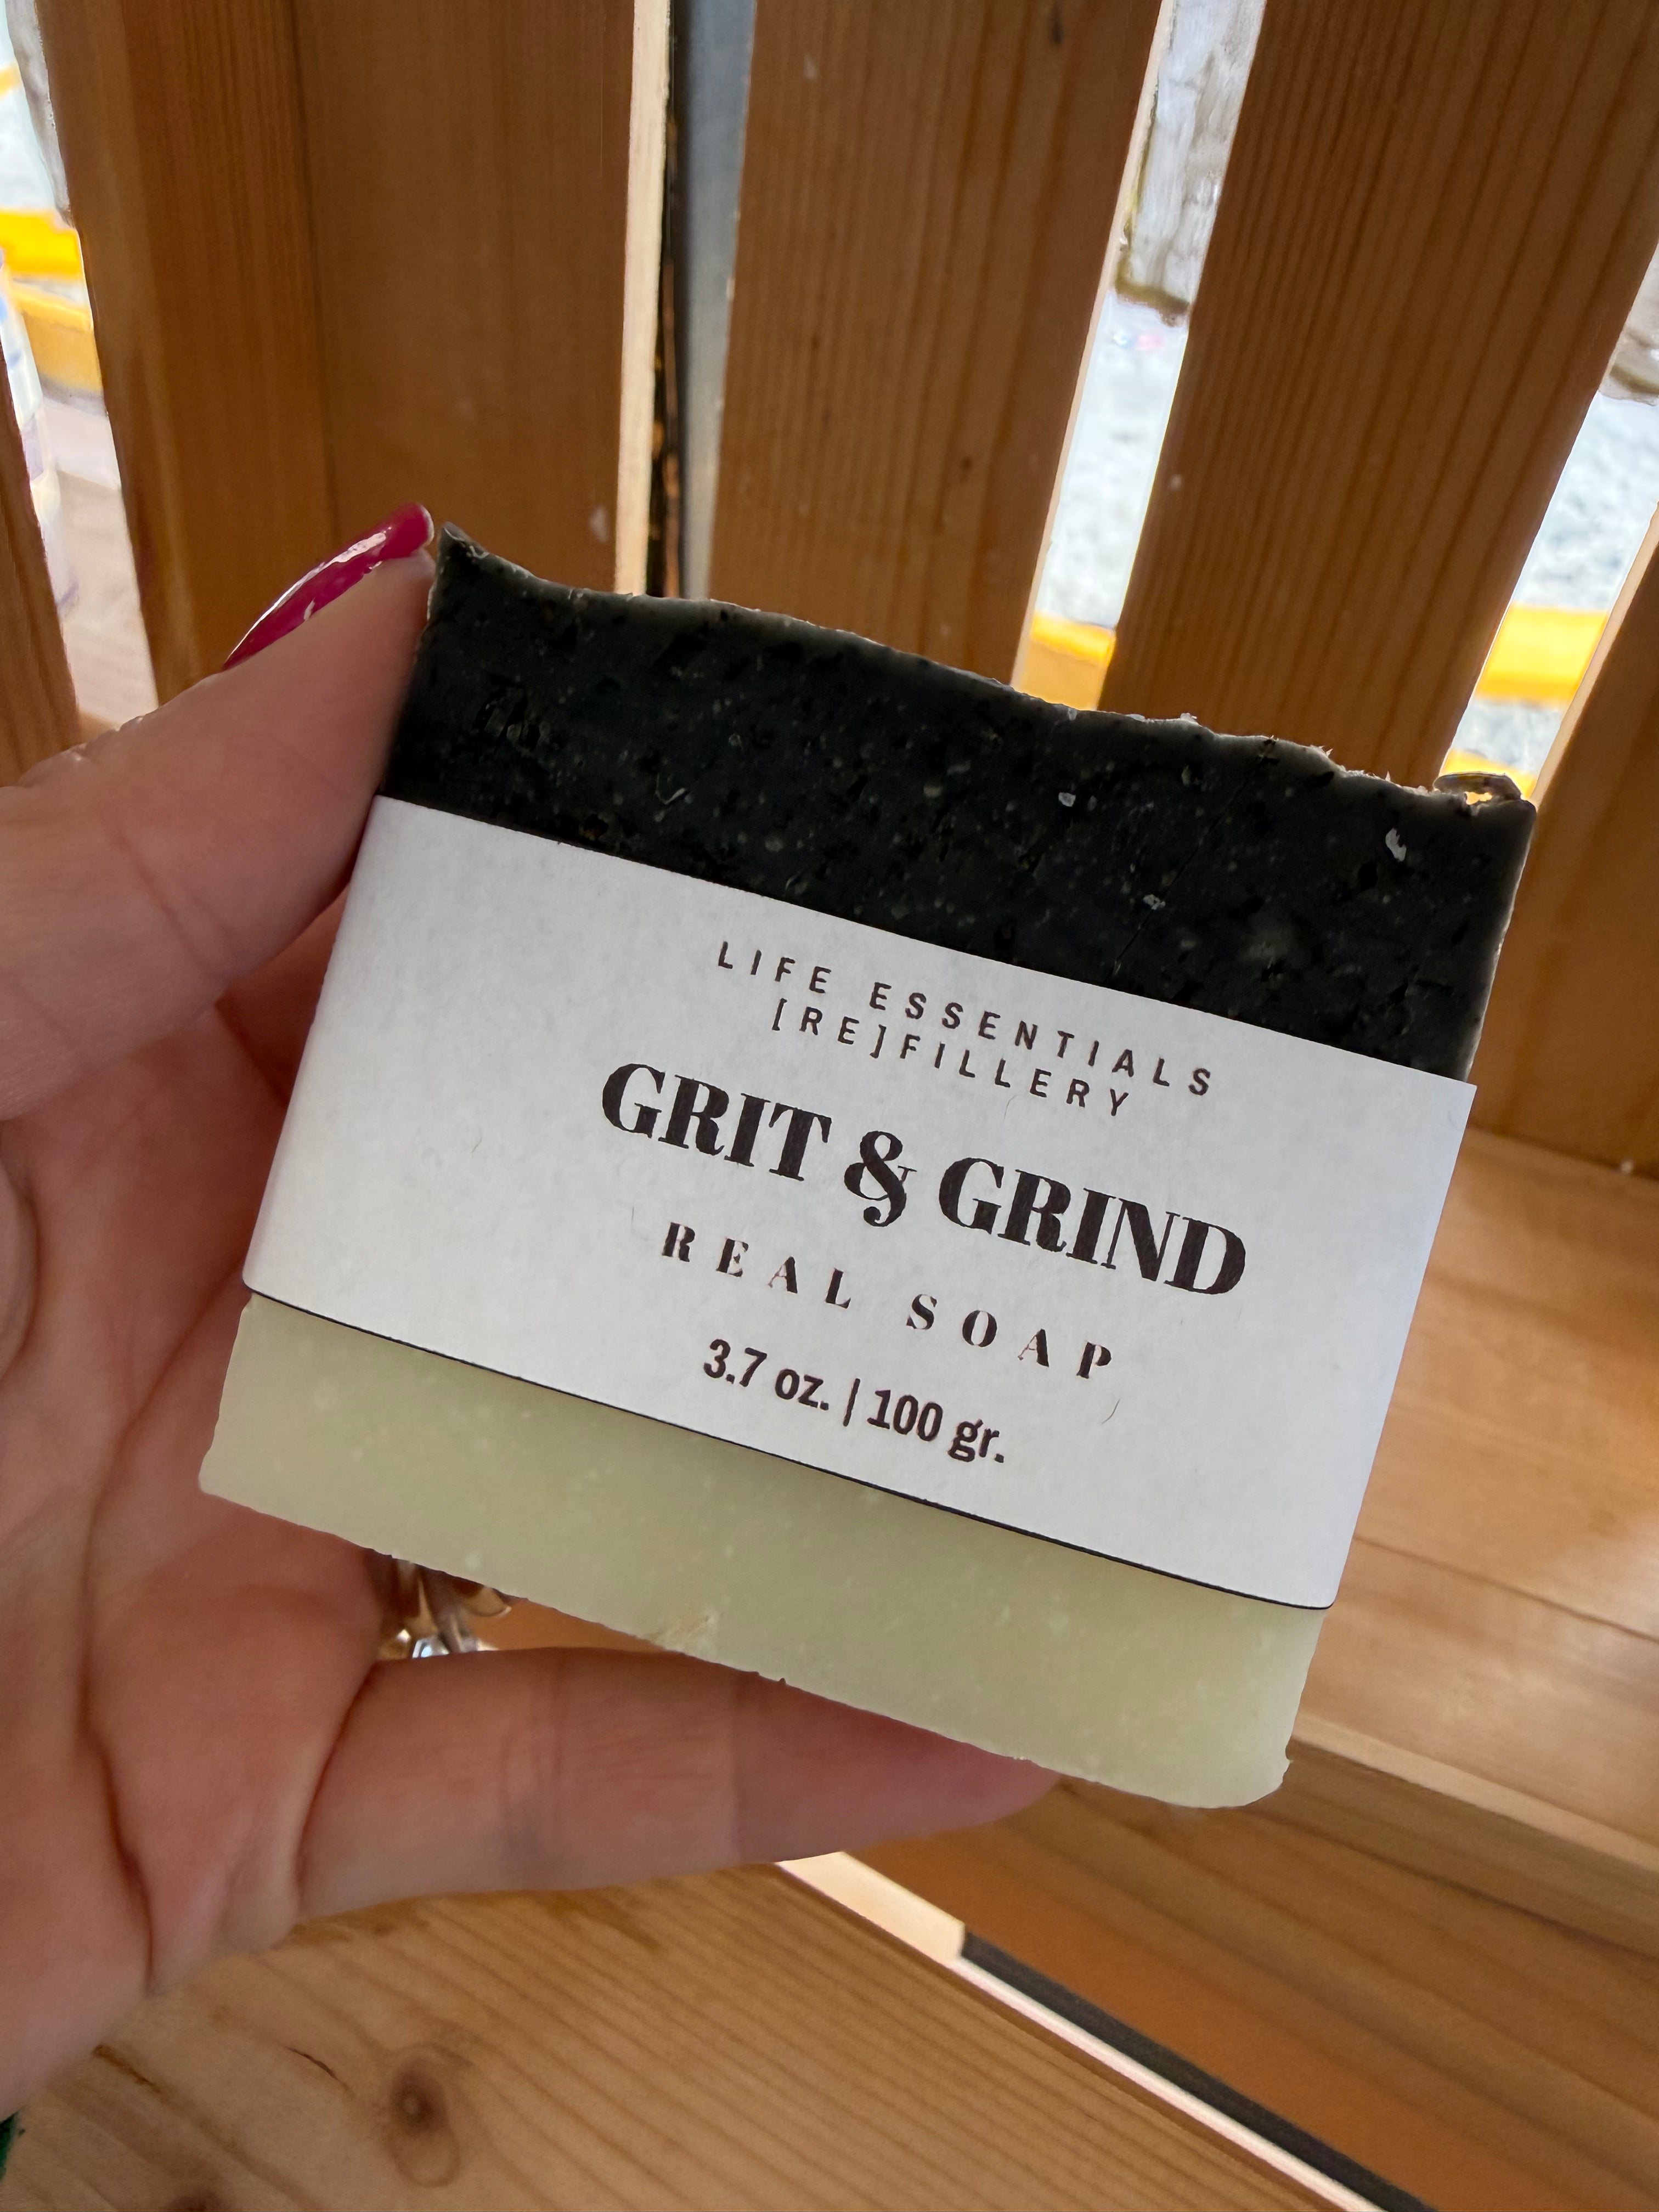 LIFE ESSENTIALS
[RE]FILLERY
GRIT & GRIND
REAL SOAP
3.7 oz. | 100 gr.